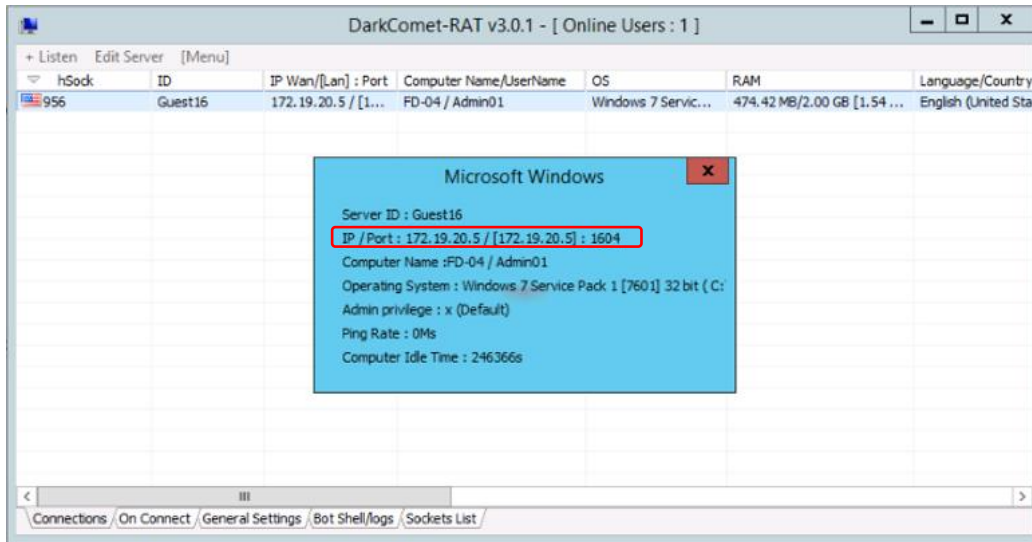 DarkComet-RAT v3.0.1 - [ Online Users : 1 ]
+ Listen Edit Server [Menu]
hSock ID IP Wan/[Lan] : Port Computer Name/UserName OS RAM Language/Country
956 Guest16 172.19.20.5 / [1... FD-04 / Admin01 Windows 7 Servic... 474.42 MB/2.00 GB [1.54 ... English (United Sta
Microsoft Windows
Server ID : Guest16
IP / Port : 172.19.20.5 / [172.19.20.5] : 1604
Computer Name :FD-04 / Admin01
Operating System : Windows 7 Service Pack 1 [7601] 32 bit ( C:
Admin privilege : x (Default)
Ping Rate : 0Ms
Computer Idle Time : 246366s
Connections On Connect General Settings Bot Shell/logs Sockets List